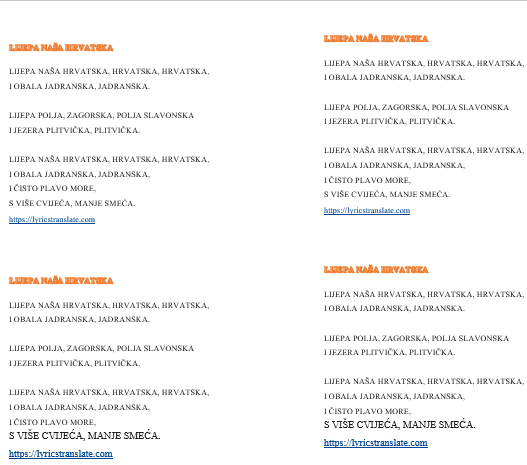 LIJEPA NAŠA HRVATSKA
LIJEPA NAŠA HRVATSKA, HRVATSKA, HRVATSKA,
I OBALA JADRANSKA, JADRANSKA.
LIJEPA POLJA, ZAGORSKA, POLJA SLAVONSKA
I JEZERA PLITVIČKA, PLITVIČKA.
LIJEPA NAŠA HRVATSKA, HRVATSKA, HRVATSKA,
I OBALA JADRANSKA, JADRANSKA,
I ČISTO PLAVO MORE,
S VIŠE CVIJEĆA, MANJE SMEĆA.
https://lyricstranslate.com
LIJEPA NAŠA HRVATSKA
LIJEPA NAŠA HRVATSKA, HRVATSKA, HRVATSKA,
I OBALA JADRANSKA, JADRANSKA.
LIJEPA POLJA, ZAGORSKA, POLJA SLAVONSKA
I JEZERA PLITVIČKA, PLITVIČKA.
LIJEPA NAŠA HRVATSKA, HRVATSKA, HRVATSKA,
I OBALA JADRANSKA, JADRANSKA,
I ČISTO PLAVO MORE,
S VIŠE CVIJEĆA, MANJE SMEĆA.
https://lyricstranslate.com
LIJEPA NAŠA HRVATSKA
LIJEPA NAŠA HRVATSKA, HRVATSKA, HRVATSKA,
I OBALA JADRANSKA, JADRANSKA.
LIJEPA POLJA, ZAGORSKA, POLJA SLAVONSKA
I JEZERA PLITVIČKA, PLITVIČKA.
LIJEPA NAŠA HRVATSKA, HRVATSKA, HRVATSKA,
I OBALA JADRANSKA, JADRANSKA,
I ČISTO PLAVO MORE,
S VIŠE CVIJEĆA, MANJE SMEĆA.
https://lyricstranslate.com
LIJEPA NAŠA HRVATSKA
LIJEPA NAŠA HRVATSKA, HRVATSKA, HRVATSKA,
I OBALA JADRANSKA, JADRANSKA.
LIJEPA POLJA, ZAGORSKA, POLJA SLAVONSKA
I JEZERA PLITVIČKA, PLITVIČKA.
LIJEPA NAŠA HRVATSKA, HRVATSKA, HRVATSKA,
I OBALA JADRANSKA, JADRANSKA,
I ČISTO PLAVO MORE,
S VIŠE CVIJEĆA, MANJE SMEĆA.
https://lyricstranslate.com